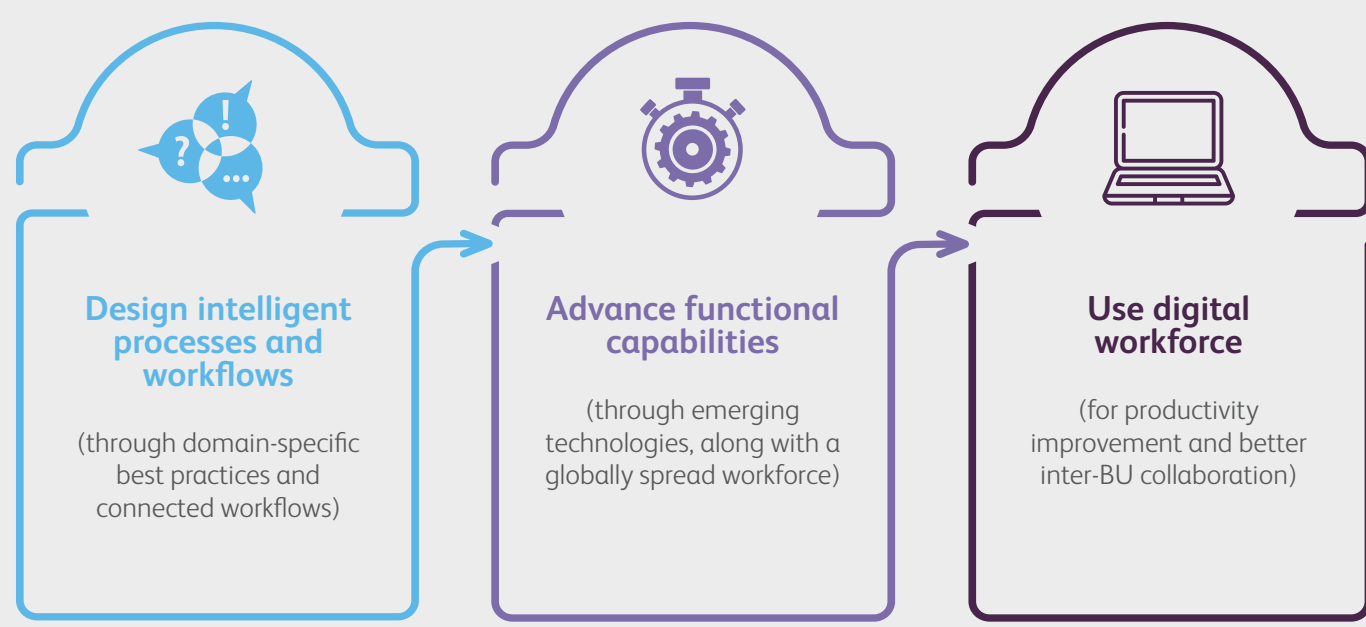 !
?
...
Design intelligent
processes and
workflows
(through domain-specific
best practices and
connected workflows)
Advance functional
capabilities
(through emerging
technologies, along with a
globally spread workforce)
Use digital
workforce
(for productivity
improvement and better
inter-BU collaboration)